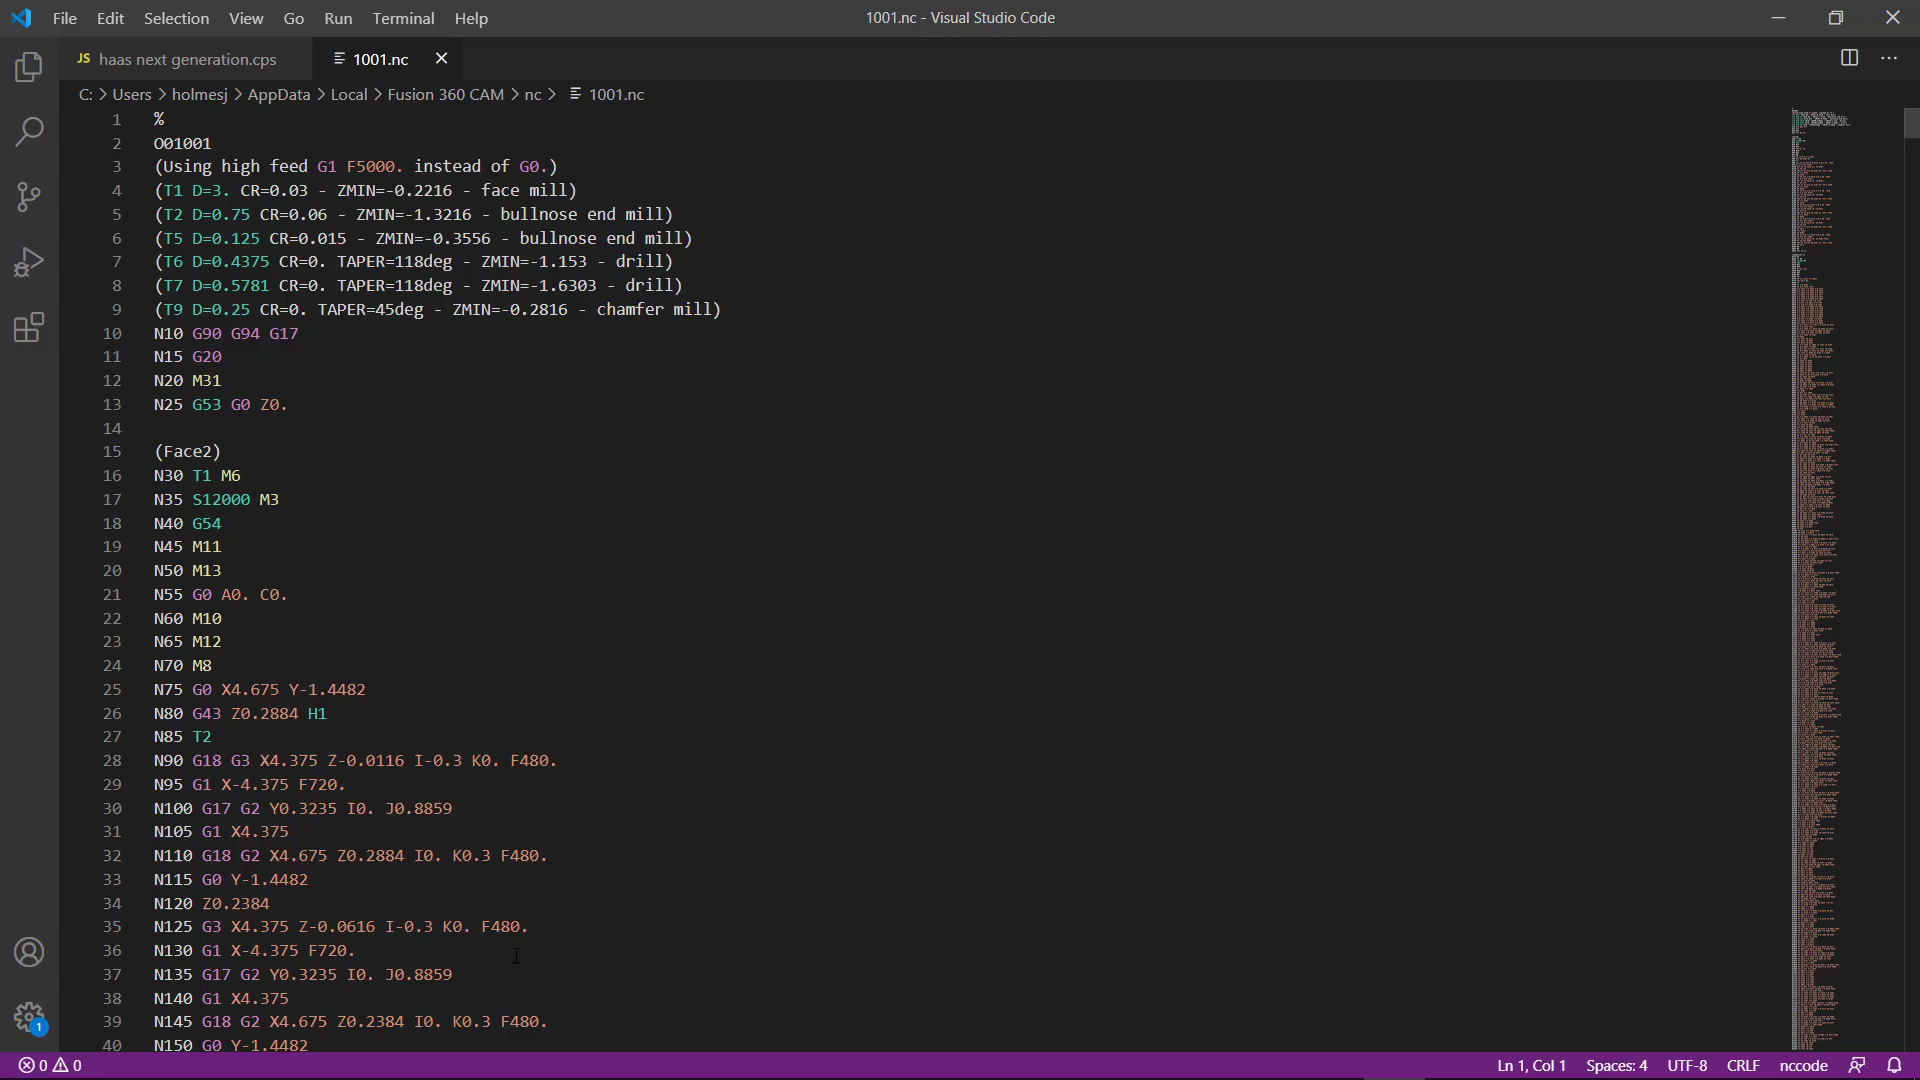 File Edit Selection View Go Run Terminal Help 1001.nc - Visual Studio Code
JS haas next generation.cps 1001.nc
C: > Users > holmesj > AppData > Local > Fusion 360 CAM > nc > 1001.nc
1 %
2 O01001
3 (Using high feed G1 F5000. instead of G0.)
4 (T1 D=3. CR=0.03 - ZMIN=-0.2216 - face mill)
5 (T2 D=0.75 CR=0.06 - ZMIN=-1.3216 - bullnose end mill)
6 (T5 D=0.125 CR=0.015 - ZMIN=-0.3556 - bullnose end mill)
7 (T6 D=0.4375 CR=0. TAPER=118deg - ZMIN=-1.153 - drill)
8 (T7 D=0.5781 CR=0. TAPER=118deg - ZMIN=-1.6303 - drill)
9 (T9 D=0.25 CR=0. TAPER=45deg - ZMIN=-0.2816 - chamfer mill)
10 N10 G90 G94 G17
11 N15 G20
12 N20 M31
13 N25 G53 G0 Z0.
14
15 (Face2)
16 N30 T1 M6
17 N35 S12000 M3
18 N40 G54
19 N45 M11
20 N50 M13
21 N55 G0 A0. C0.
22 N60 M10
23 N65 M12
24 N70 M8
25 N75 G0 X4.675 Y-1.4482
26 N80 G43 Z0.2884 H1
27 N85 T2
28 N90 G18 G3 X4.375 Z-0.0116 I-0.3 K0. F480.
29 N95 G1 X-4.375 F720.
30 N100 G17 G2 Y0.3235 I0. J0.8859
31 N105 G1 X4.375
32 N110 G18 G2 X4.675 Z0.2884 I0. K0.3 F480.
33 N115 G0 Y-1.4482
34 N120 Z0.2384
35 N125 G3 X4.375 Z-0.0616 I-0.3 K0. F480.
36 N130 G1 X-4.375 F720.
37 N135 G17 G2 Y0.3235 I0. J0.8859
38 N140 G1 X4.375
39 N145 G18 G2 X4.675 Z0.2384 I0. K0.3 F480.
40 N150 G0 Y-1.4482
1
0 0 Ln 1, Col 1 Spaces: 4 UTF-8 CRLF nccode